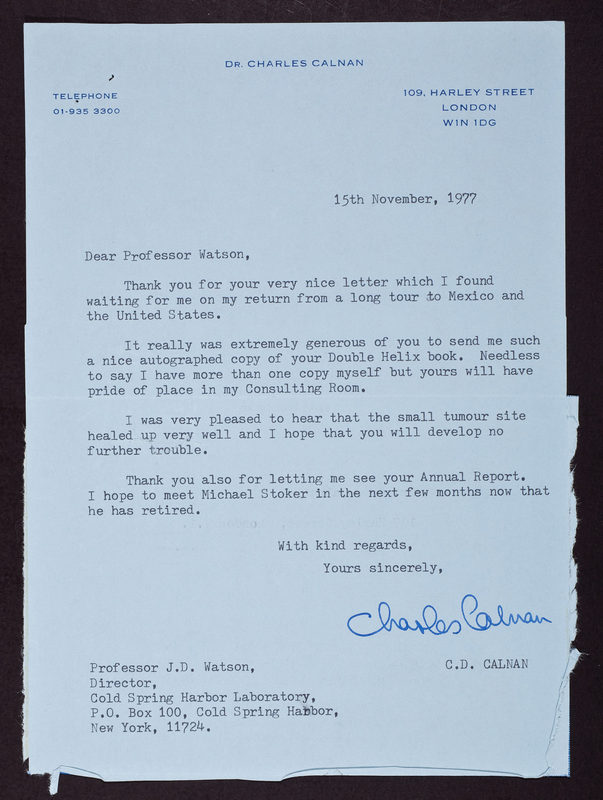 DR. CHARLES CALNAN
TELEPHONE
01-935 3300
109, HARLEY STREET
LONDON
W1N 1DG
15th November, 1977
Dear Professor Watson,
Thank you for your very nice letter which I found
waiting for me on my return from a long tour to Mexico and
the United States.
It really was extremely generous of you to send me such
a nice autographed copy of your Double Helix book. Needless
to say I have more than one copy myself but yours will have
pride of place in my Consulting Room.
I was very pleased to hear that the small tumour site
healed up very well and I hope that you will develop no
further trouble.
Thank you also for letting me see your Annual Report.
I hope to meet Michael Stoker in the next few months now that
he has retired.
With kind regards,
Yours sincerely,
Charles Calnan
C.D. CALNAN
Professor J.D. Watson,
Director,
Cold Spring Harbor Laboratory,
P.O. Box 100, Cold Spring Harbor,
New York, 11724.